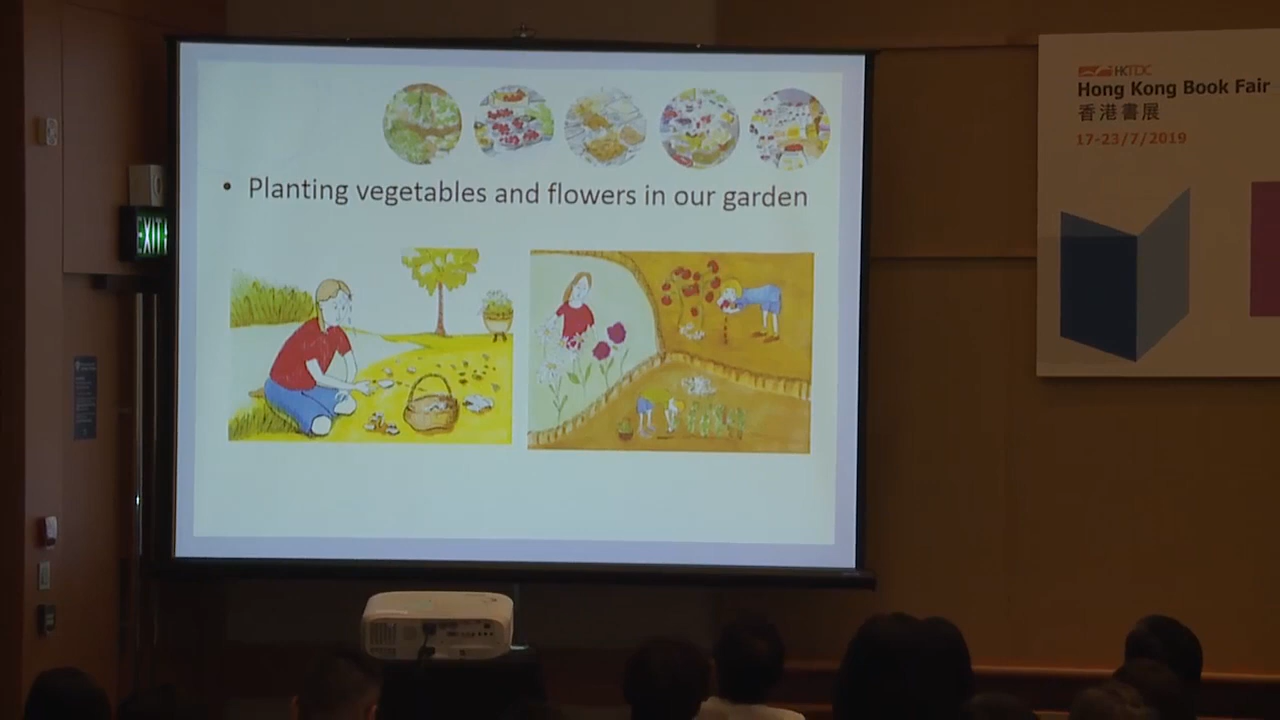 • Planting vegetables and flowers in our garden
EXIT
HKTDC
Hong Kong Book Fair
香港書展
17-23/7/2019